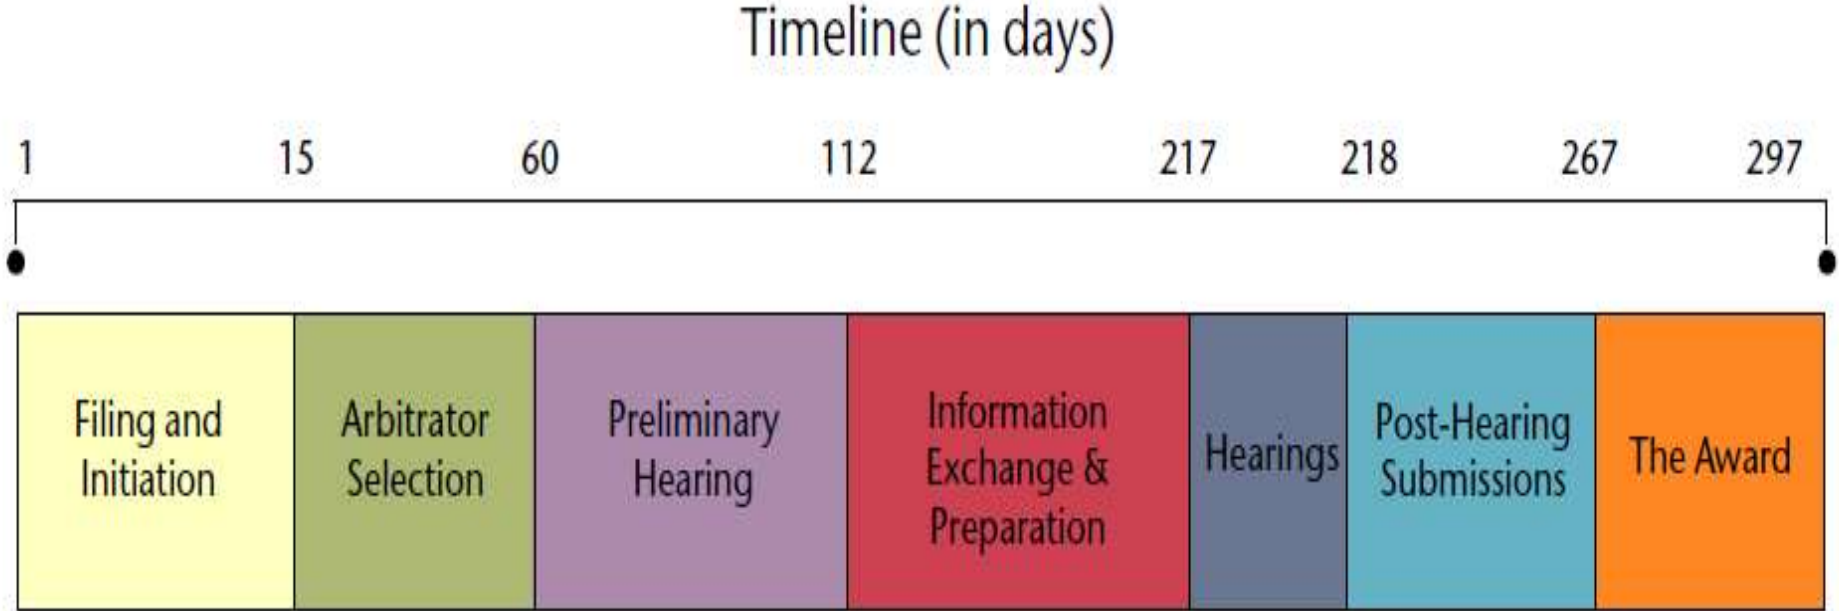 Timeline (in days)
1 15 60 112 217 218 267 297
Filing and
Initiation
Arbitrator
Selection
Preliminary
Hearing
Information
Exchange &
Preparation
Hearings
Post-Hearing
Submissions
The Award